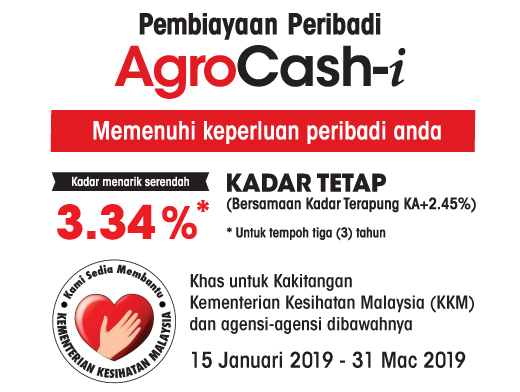 Pembiayaan Peribadi
AgroCash-i
Memenuhi keperluan peribadi anda
Kadar menarik serendah
3.34%*
KADAR TETAP
(Bersamaan Kadar Terapung KA+2.45%)
* Untuk tempoh tiga (3) tahun
• Kami Sedia Membantu •
KEMENTERIAN KESIHATAN MALAYSIA
Khas untuk Kakitangan
Kementerian Kesihatan Malaysia (KKM)
dan agensi-agensi dibawahnya
15 Januari 2019 - 31 Mac 2019